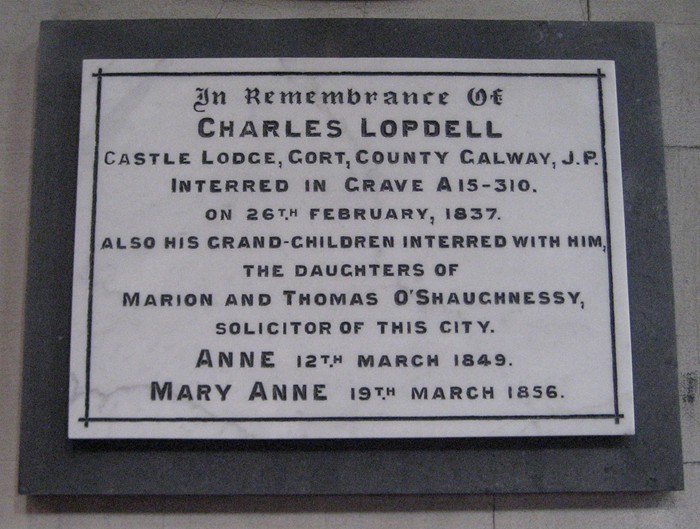 In Remembrance Of
CHARLES LOPDELL
CASTLE LODGE, GORT, COUNTY GALWAY, J.P.
INTERRED IN GRAVE A15-310.
ON 26TH FEBRUARY, 1837.
ALSO HIS GRAND-CHILDREN INTERRED WITH HIM,
THE DAUGHTERS OF
MARION AND THOMAS O'SHAUGHNESSY,
SOLICITOR OF THIS CITY.
ANNE 12TH MARCH 1849.
MARY ANNE 19TH MARCH 1856.